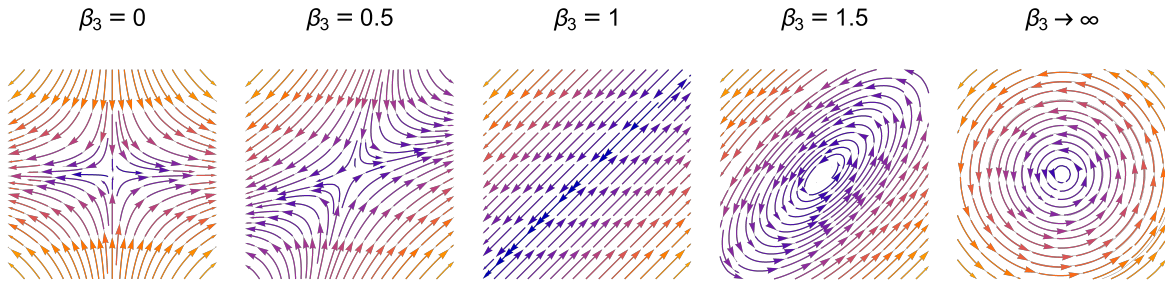 β₃ = 0
β₃ = 0.5
β₃ = 1
β₃ = 1.5
β₃ → ∞